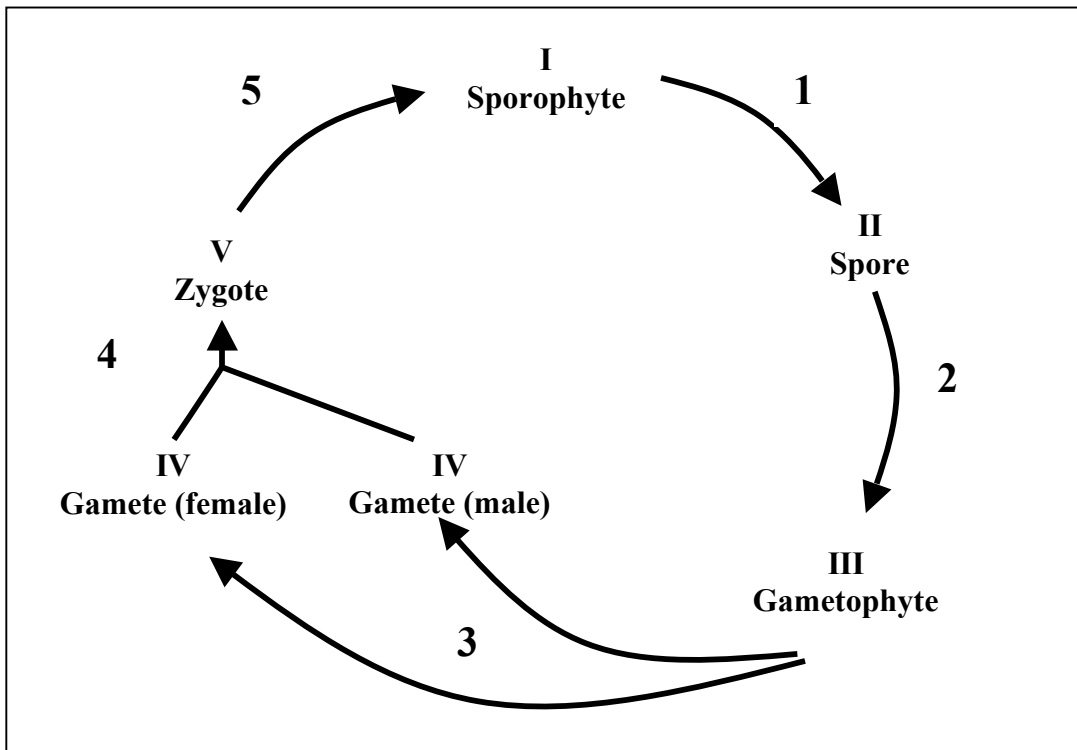 I
Sporophyte
1
II
Spore
2
III
Gametophyte
3
IV
Gamete (female)
IV
Gamete (male)
4
V
Zygote
5